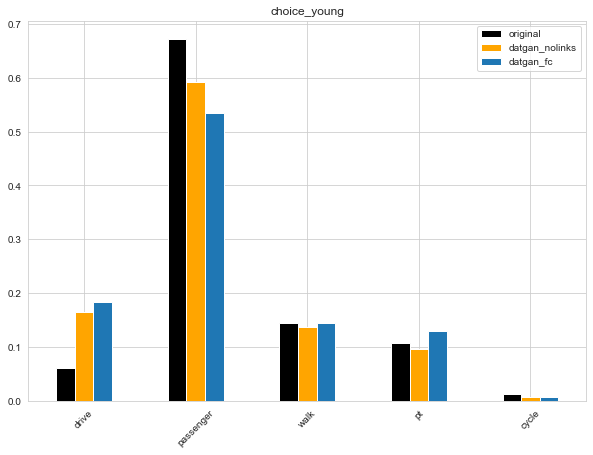 choice_young
0.7
0.6
0.5
0.4
0.3
0.2
0.1
0.0
original
datgan_nolinks
datgan_fc
drive
passenger
walk
pt
cycle